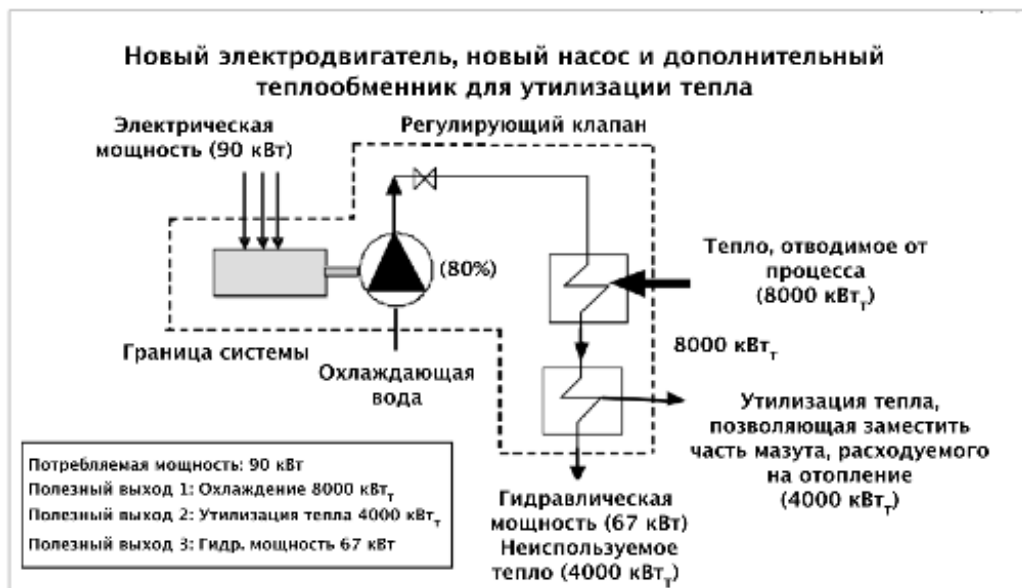 Новый электродвигатель, новый насос и дополнительный
теплообменник для утилизации тепла
Электрическая
мощность (90 кВт)
Регулирующий клапан
(80%)
Тепло, отводимое от
процесса
(8000 кВтт)
Граница системы
Охлаждающая
вода
8000 кВтт
Утилизация тепла,
позволяющая заместить
часть мазута, расходуемого
на отопление
(4000 кВтт)
Потребляемая мощность: 90 кВт
Полезный выход 1: Охлаждение 8000 кВтт
Полезный выход 2: Утилизация тепла 4000 кВтт
Полезный выход 3: Гидр. мощность 67 кВт
Гидравлическая
мощность (67 кВт)
Неиспользуемое
тепло (4000 кВтт)